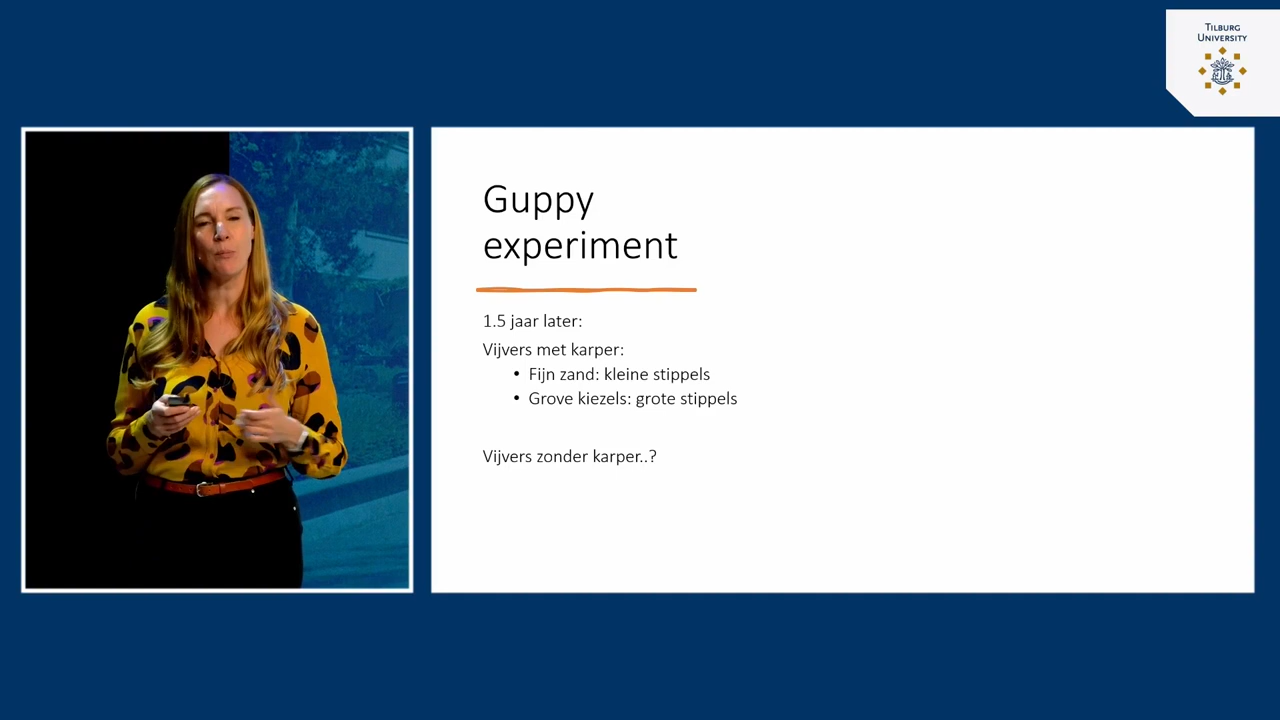 Tilburg
University
Guppy
experiment
1.5 jaar later:
Vijvers met karper:
• Fijn zand: kleine stippels
• Grove kiezels: grote stippels
Vijvers zonder karper..?